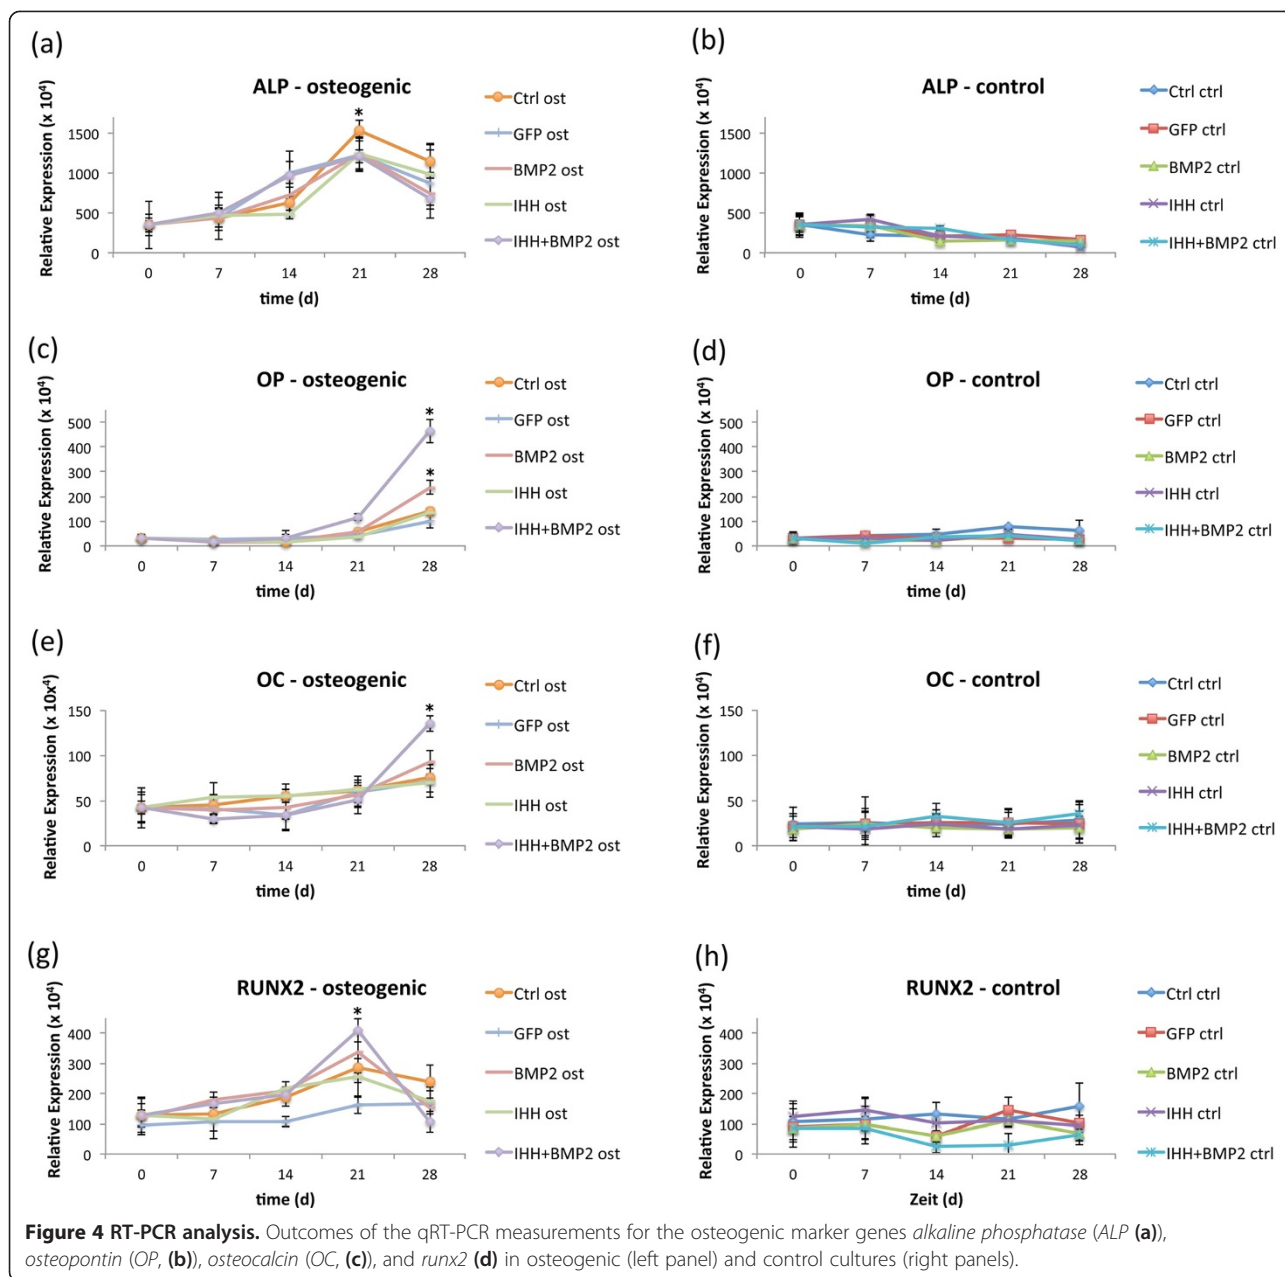 (a)
ALP - osteogenic
Relative Expression (x 10⁴)
1500
1000
500
0
*
0 7 14 21 28
time (d)
Ctrl ost
GFP ost
BMP2 ost
IHH ost
IHH+BMP2 ost
(b)
ALP - control
Relative Expression (x 10⁴)
1500
1000
500
0
0 7 14 21 28
time (d)
Ctrl ctrl
GFP ctrl
BMP2 ctrl
IHH ctrl
IHH+BMP2 ctrl
(c)
OP - osteogenic
Relative Expression (x 10⁴)
500
400
300
200
100
0
*
*
0 7 14 21 28
time (d)
Ctrl ost
GFP ost
BMP2 ost
IHH ost
IHH+BMP2 ost
(d)
OP - control
Relative Expression (x 10⁴)
500
400
300
200
100
0
0 7 14 21 28
time (d)
Ctrl ctrl
GFP ctrl
BMP2 ctrl
IHH ctrl
IHH+BMP2 ctrl
(e)
OC - osteogenic
Relative Expression (x 10x⁴)
150
100
50
0
*
0 7 14 21 28
time (d)
Ctrl ost
GFP ost
BMP2 ost
IHH ost
IHH+BMP2 ost
(f)
OC - control
Relative Expression (x 10⁴)
150
100
50
0
0 7 14 21 28
time (d)
Ctrl ctrl
GFP ctrl
BMP2 ctrl
IHH ctrl
IHH+BMP2 ctrl
(g)
RUNX2 - osteogenic
Relative Expression (x 10⁴)
400
300
200
100
0
*
0 7 14 21 28
time (d)
Ctrl ost
GFP ost
BMP2 ost
IHH ost
IHH+BMP2 ost
(h)
RUNX2 - control
Relative Expression (x 10⁴)
400
300
200
100
0
0 7 14 21 28
Zeit (d)
Ctrl ctrl
GFP ctrl
BMP2 ctrl
IHH ctrl
IHH+BMP2 ctrl
Figure 4 RT-PCR analysis. Outcomes of the qRT-PCR measurements for the osteogenic marker genes alkaline phosphatase (ALP (a)),
osteopontin (OP, (b)), osteocalcin (OC, (c)), and runx2 (d) in osteogenic (left panel) and control cultures (right panels).